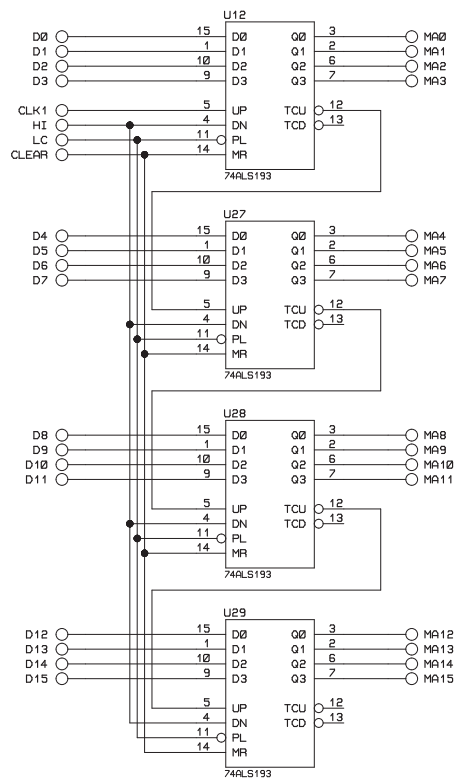 U12
D0 15 D0 Q0 3 MA0
D1 1 D1 Q1 2 MA1
D2 10 D2 Q2 6 MA2
D3 9 D3 Q3 7 MA3
CLK1 5 UP TCU 12
HI 4 DN TCD 13
LC 11 PL
CLEAR 14 MR
74ALS193
U27
D4 15 D0 Q0 3 MA4
D5 1 D1 Q1 2 MA5
D6 10 D2 Q2 6 MA6
D7 9 D3 Q3 7 MA7
5 UP TCU 12
4 DN TCD 13
11 PL
14 MR
74ALS193
U28
D8 15 D0 Q0 3 MA8
D9 1 D1 Q1 2 MA9
D10 10 D2 Q2 6 MA10
D11 9 D3 Q3 7 MA11
5 UP TCU 12
4 DN TCD 13
11 PL
14 MR
74ALS193
U29
D12 15 D0 Q0 3 MA12
D13 1 D1 Q1 2 MA13
D14 10 D2 Q2 6 MA14
D15 9 D3 Q3 7 MA15
5 UP TCU 12
4 DN TCD 13
11 PL
14 MR
74ALS193